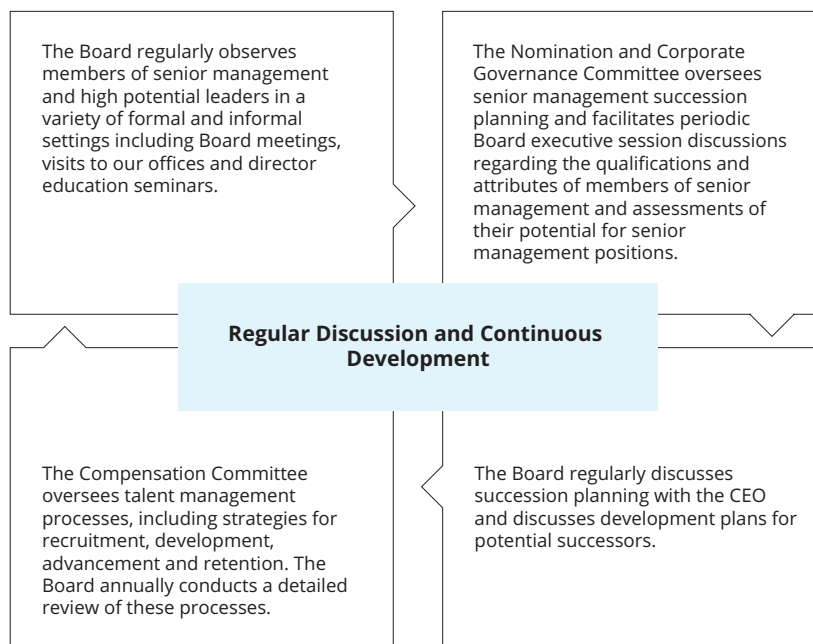 The Board regularly observes
members of senior management
and high potential leaders in a
variety of formal and informal
settings including Board meetings,
visits to our offices and director
education seminars.
The Nomination and Corporate
Governance Committee oversees
senior management succession
planning and facilitates periodic
Board executive session discussions
regarding the qualifications and
attributes of members of senior
management and assessments of
their potential for senior
management positions.
Regular Discussion and Continuous
Development
The Compensation Committee
oversees talent management
processes, including strategies for
recruitment, development,
advancement and retention. The
Board annually conducts a detailed
review of these processes.
The Board regularly discusses
succession planning with the CEO
and discusses development plans for
potential successors.